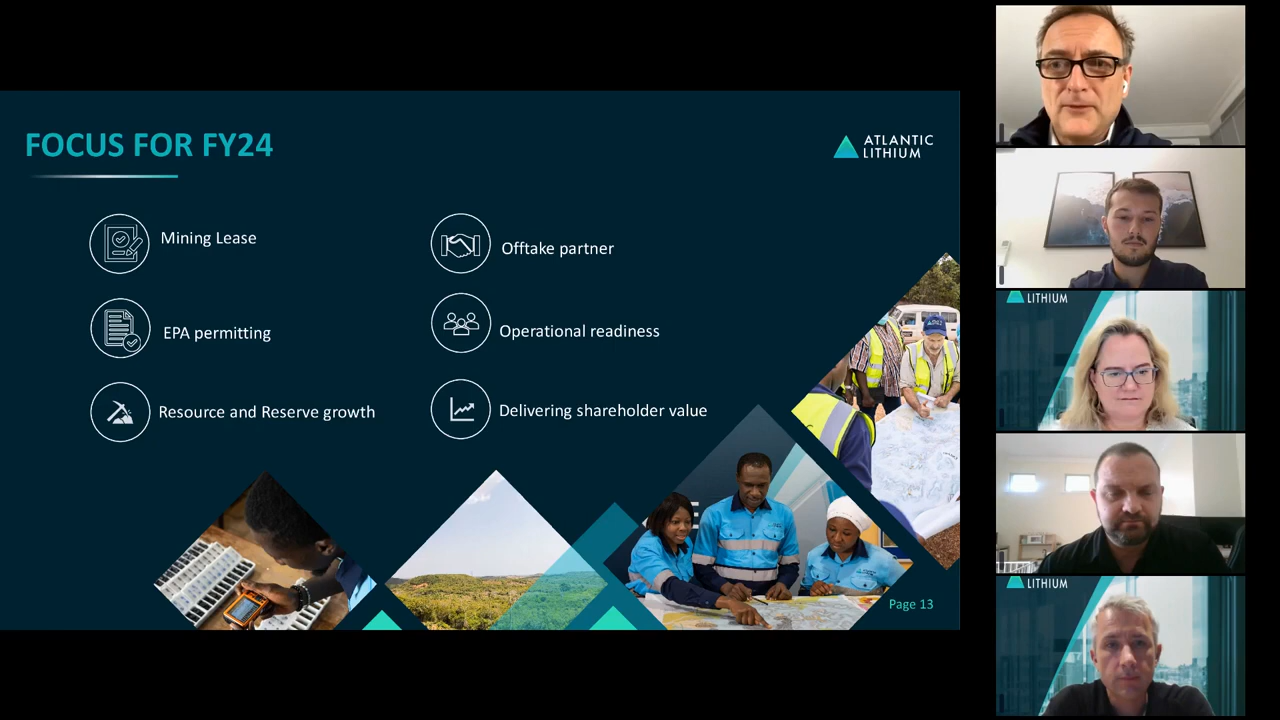 FOCUS FOR FY24
ATLANTIC
LITHIUM
Mining Lease
Offtake partner
EPA permitting
Operational readiness
Resource and Reserve growth
Delivering shareholder value
Page 13
LITHIUM
LITHIUM